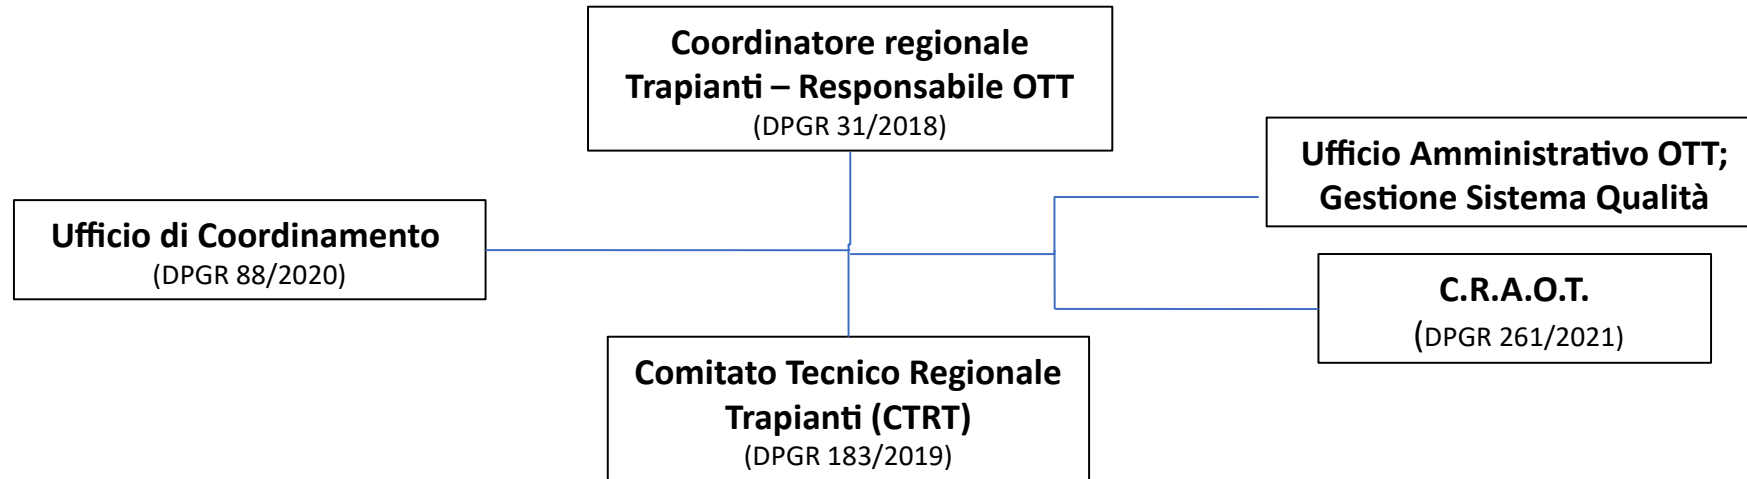 Coordinatore regionale
Trapianti – Responsabile OTT
(DPGR 31/2018)
Ufficio Amministrativo OTT;
Gestione Sistema Qualità
Ufficio di Coordinamento
(DPGR 88/2020)
C.R.A.O.T.
(DPGR 261/2021)
Comitato Tecnico Regionale
Trapianti (CTRT)
(DPGR 183/2019)